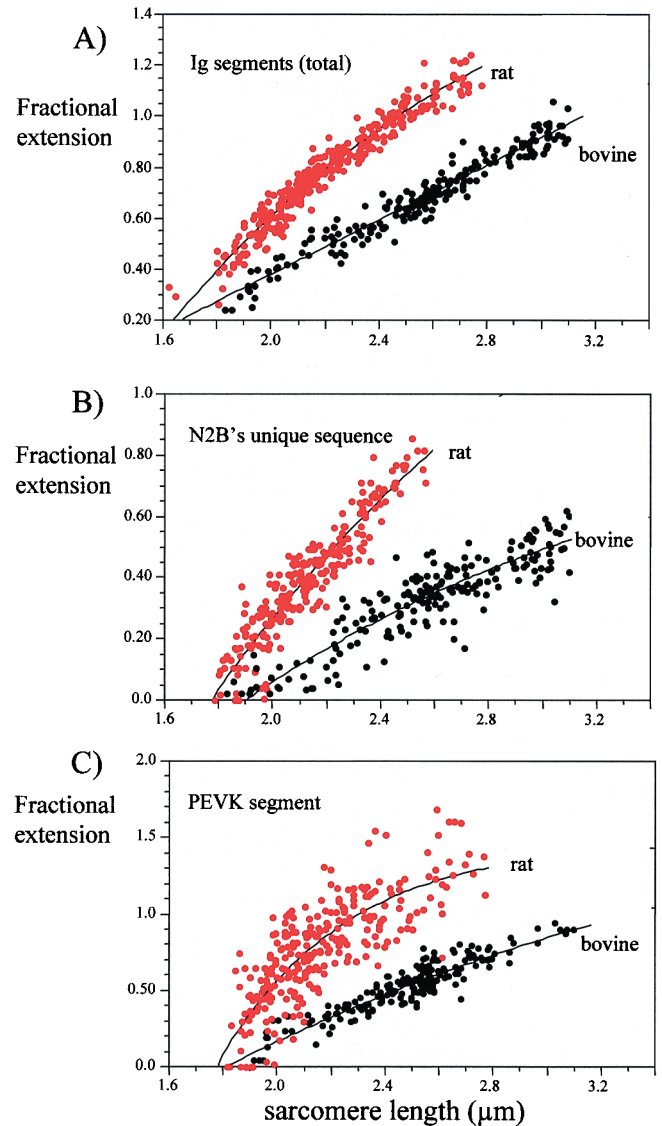 A)
1.4
Ig segments (total)
1.2
rat
Fractional
extension
1.0
0.80
bovine
0.60
0.40
0.20
1.6 2.0 2.4 2.8 3.2
B)
1.0
N2B's unique sequence
rat
Fractional
extension
0.80
0.60
bovine
0.40
0.20
0.0
1.6 2.0 2.4 2.8 3.2
C)
2.0
Fractional
extension
PEVK segment
1.5
rat
1.0
bovine
0.50
0.0
1.6 2.0 2.4 2.8 3.2
sarcomere length (µm)